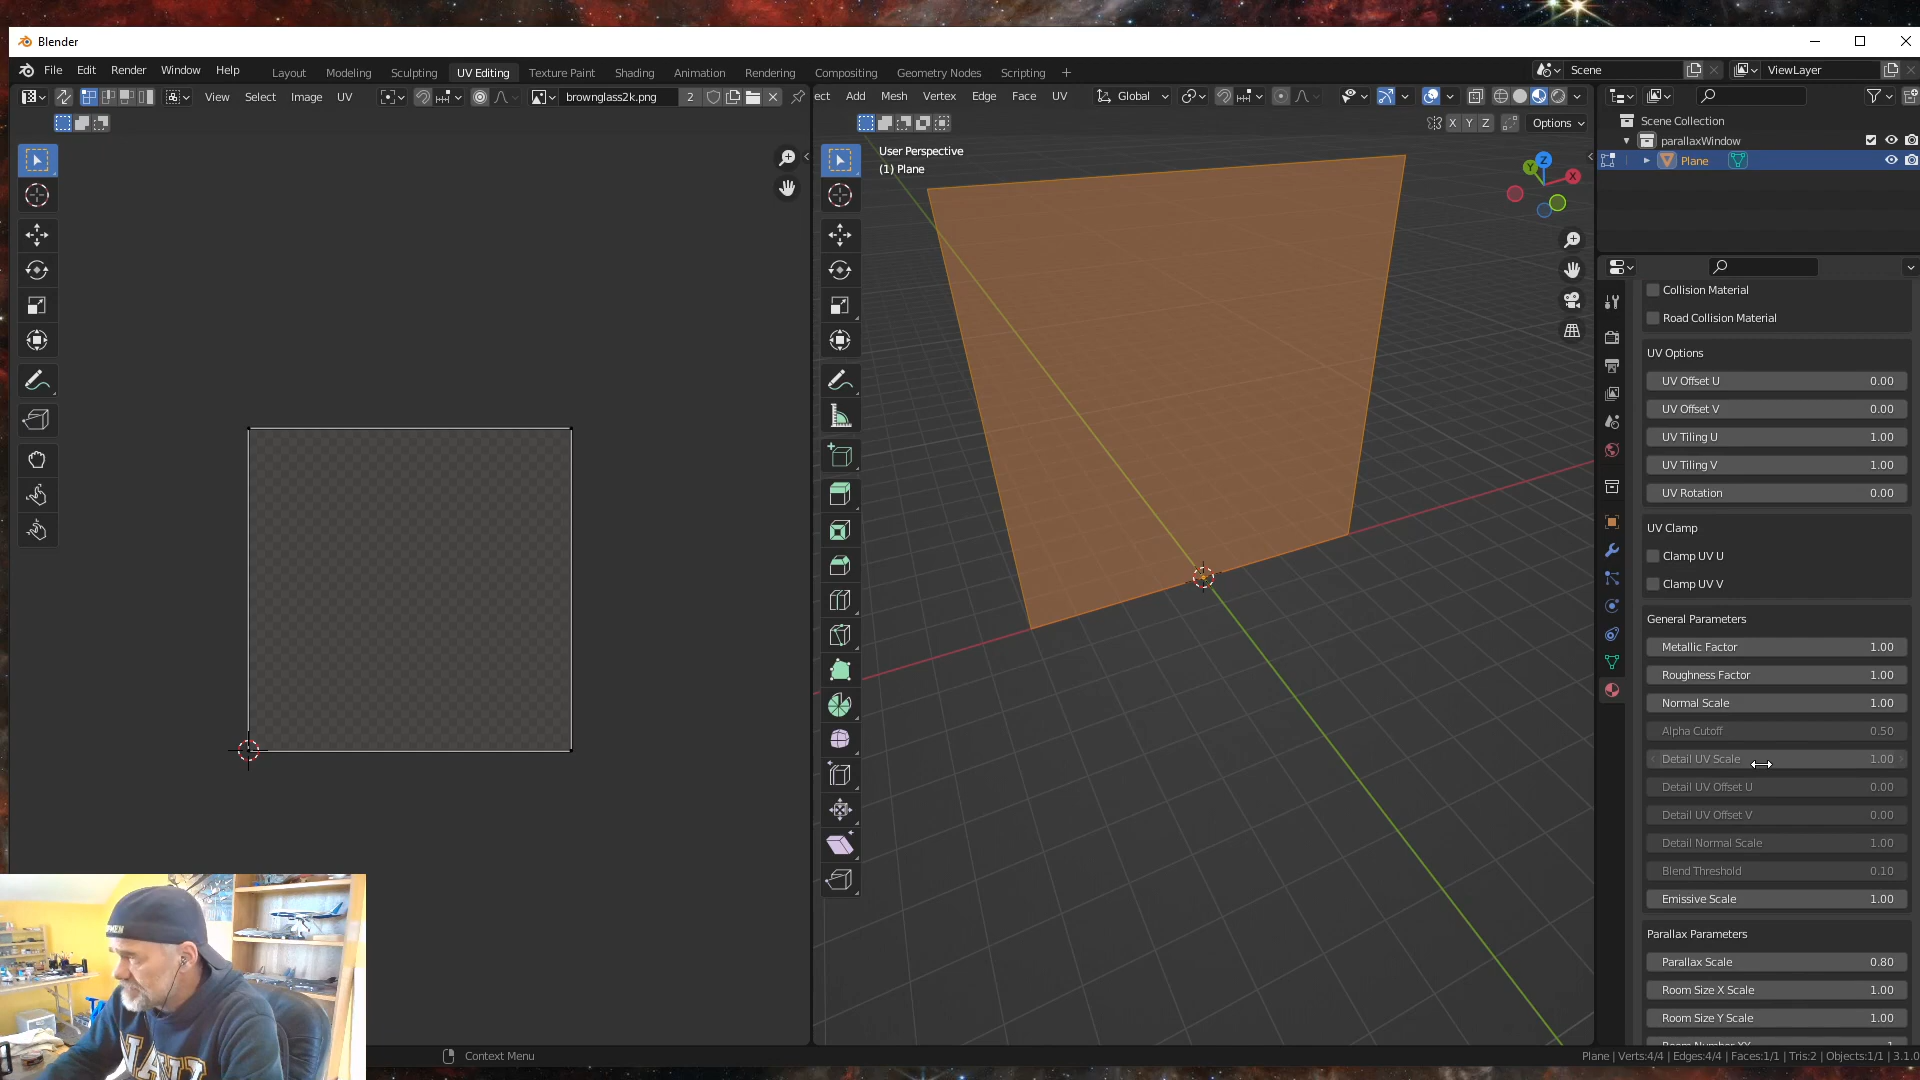 Blender
File Edit Render Window Help
Layout Modeling Sculpting UV Editing Texture Paint Shading Animation Rendering Compositing Geometry Nodes Scripting +
Scene
ViewLayer
View Select Image UV
brownglass2k.png 2
ect Add Mesh Vertex Edge Face UV
Global
X Y Z
Options
User Perspective
(1) Plane
Z
Y
X
Scene Collection
parallaxWindow
Plane
Collision Material
Road Collision Material
UV Options
UV Offset U 0.00
UV Offset V 0.00
UV Tiling U 1.00
UV Tiling V 1.00
UV Rotation 0.00
UV Clamp
Clamp UV U
Clamp UV V
General Parameters
Metallic Factor 1.00
Roughness Factor 1.00
Normal Scale 1.00
Alpha Cutoff 0.50
Detail UV Scale 1.00
Detail UV Offset U 0.00
Detail UV Offset V 0.00
Detail Normal Scale 1.00
Blend Threshold 0.10
Emissive Scale 1.00
Parallax Parameters
Parallax Scale 0.80
Room Size X Scale 1.00
Room Size Y Scale 1.00
Room Number XY 1
Context Menu
Plane | Verts:4/4 | Edges:4/4 | Faces:1/1 | Tris:2 | Objects:1/1 | 3.1.0